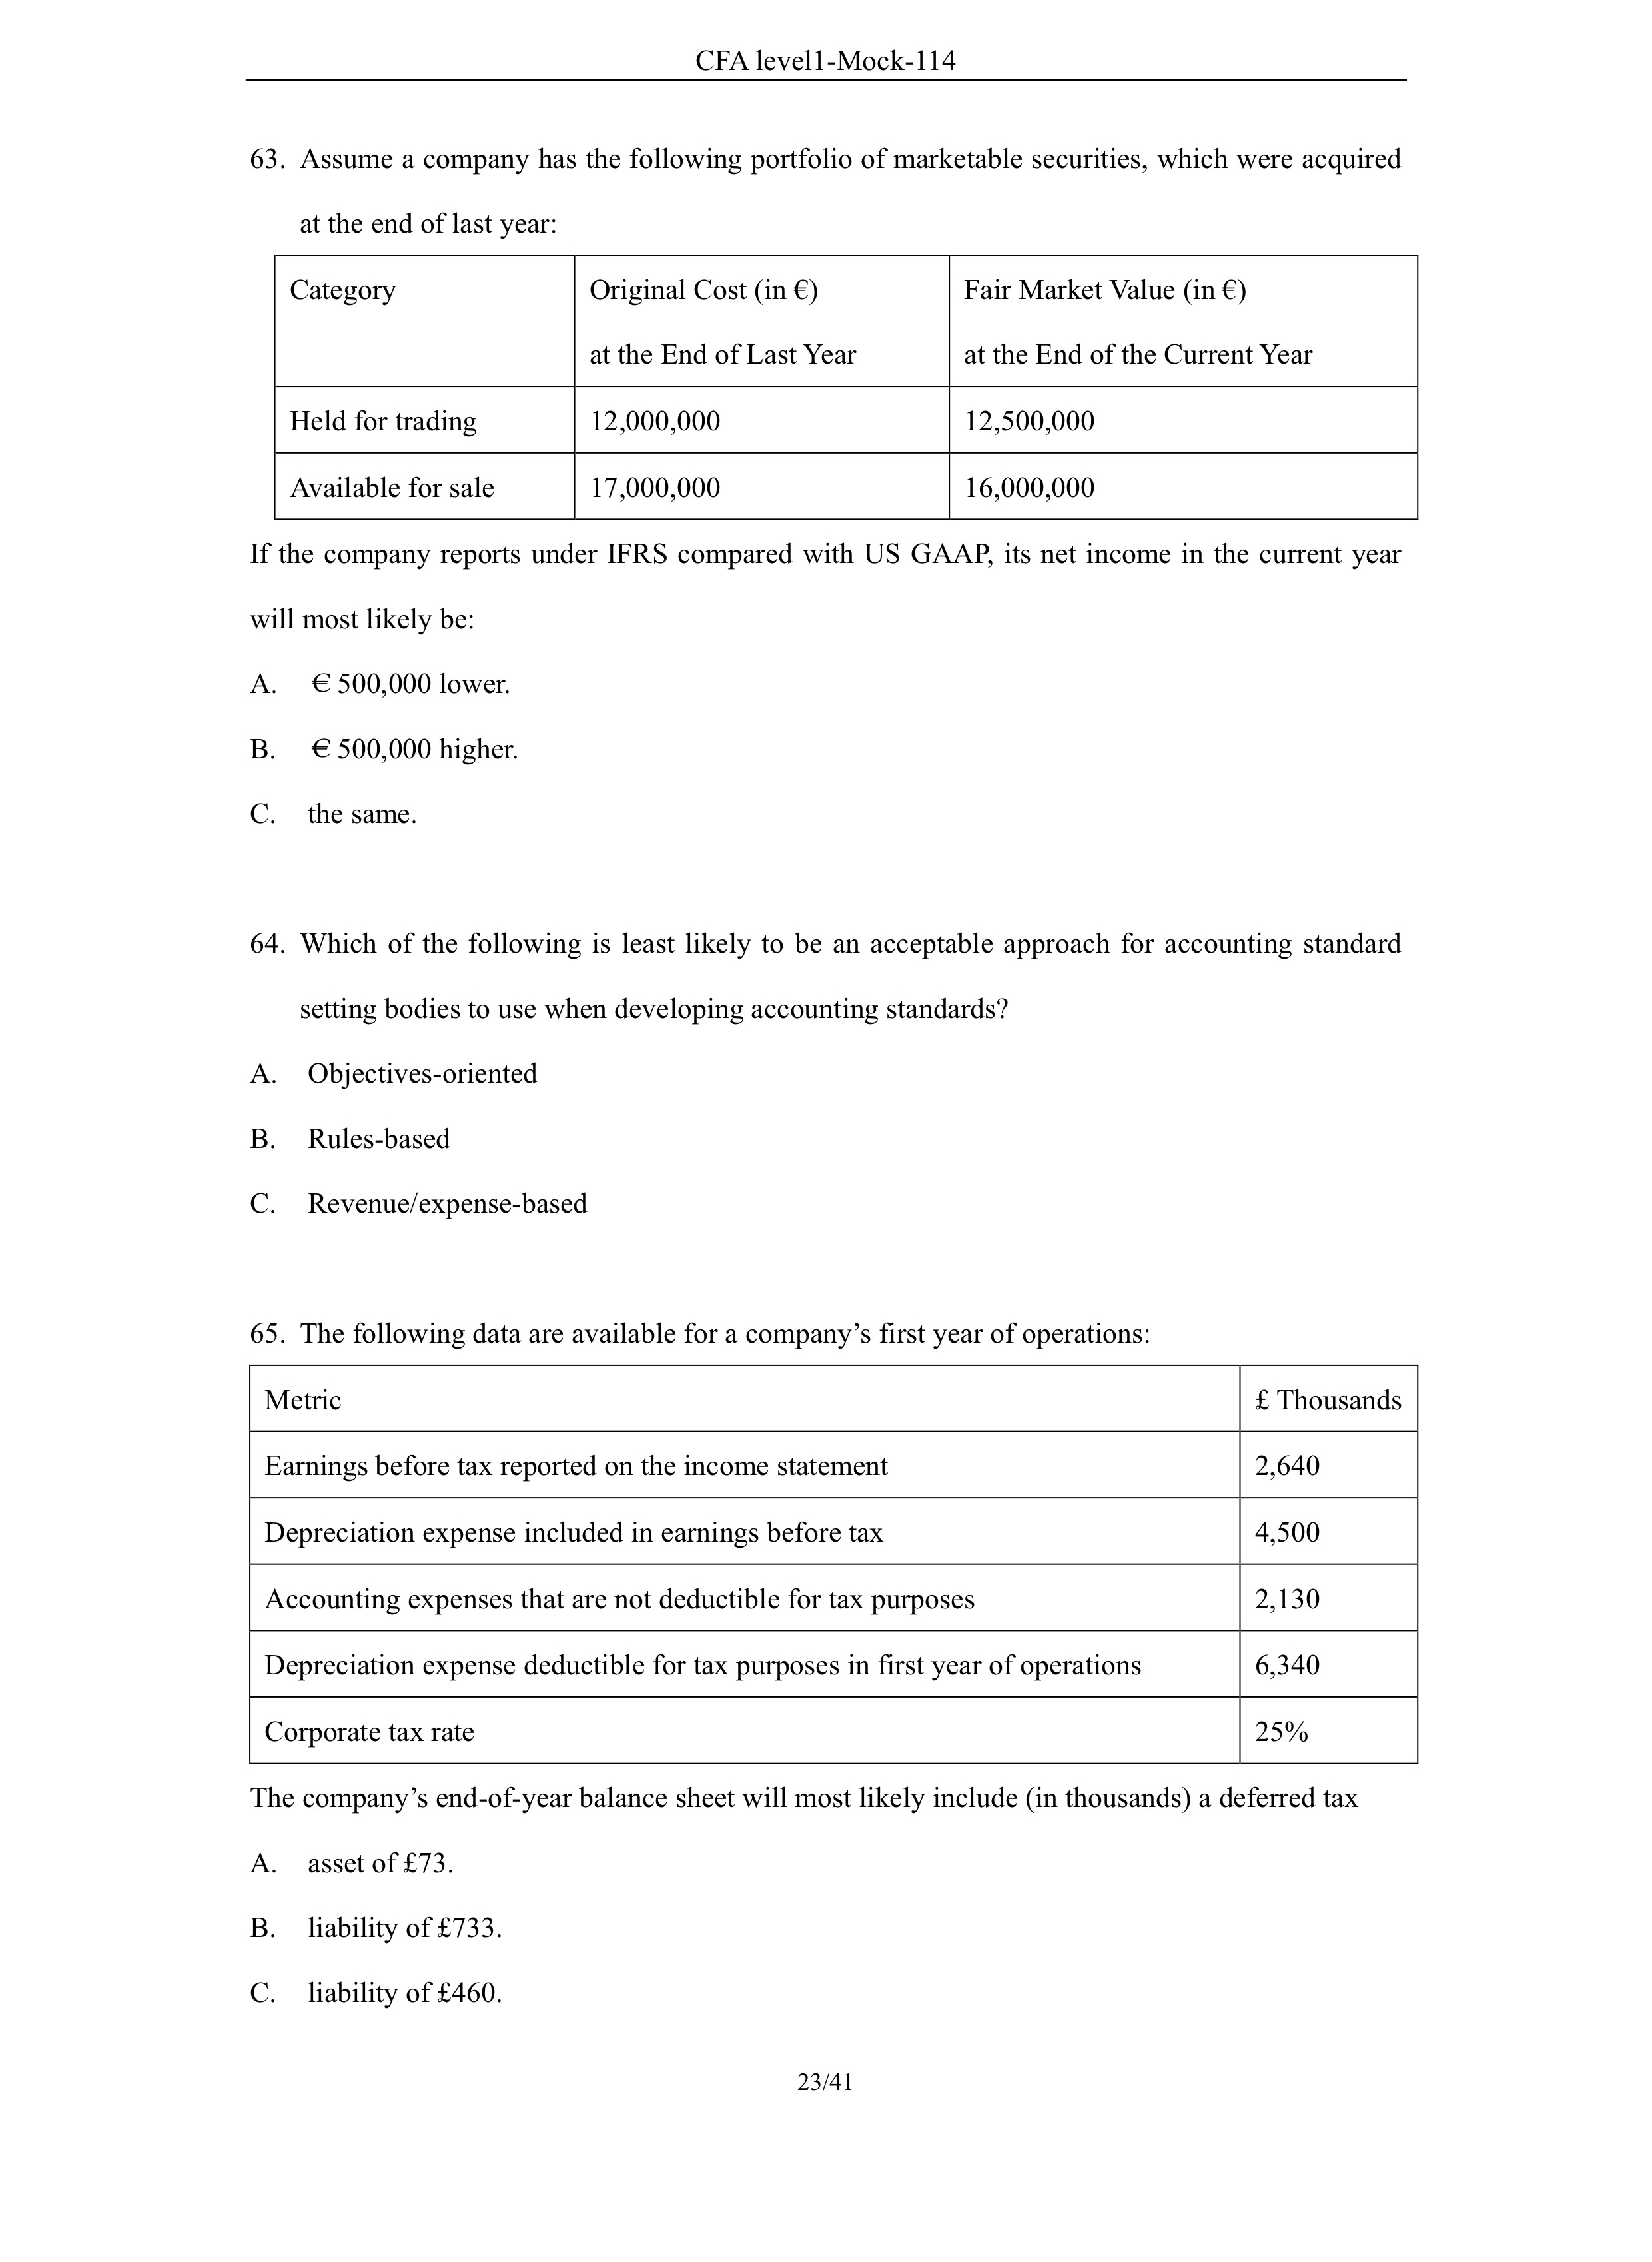 CFA level1-Mock-114
63. Assume a company has the following portfolio of marketable securities, which were acquired
at the end of last year:
Category Original Cost (in €) Fair Market Value (in €)
at the End of Last Year at the End of the Current Year
Held for trading 12,000,000 12,500,000
Available for sale 17,000,000 16,000,000
If the company reports under IFRS compared with US GAAP, its net income in the current year
will most likely be:
A. € 500,000 lower.
B. € 500,000 higher.
C. the same.
64. Which of the following is least likely to be an acceptable approach for accounting standard
setting bodies to use when developing accounting standards?
A. Objectives-oriented
B. Rules-based
C. Revenue/expense-based
65. The following data are available for a company’s first year of operations:
Metric £ Thousands
Earnings before tax reported on the income statement 2,640
Depreciation expense included in earnings before tax 4,500
Accounting expenses that are not deductible for tax purposes 2,130
Depreciation expense deductible for tax purposes in first year of operations 6,340
Corporate tax rate 25%
The company’s end-of-year balance sheet will most likely include (in thousands) a deferred tax
A. asset of £73.
B. liability of £733.
C. liability of £460.
23/41